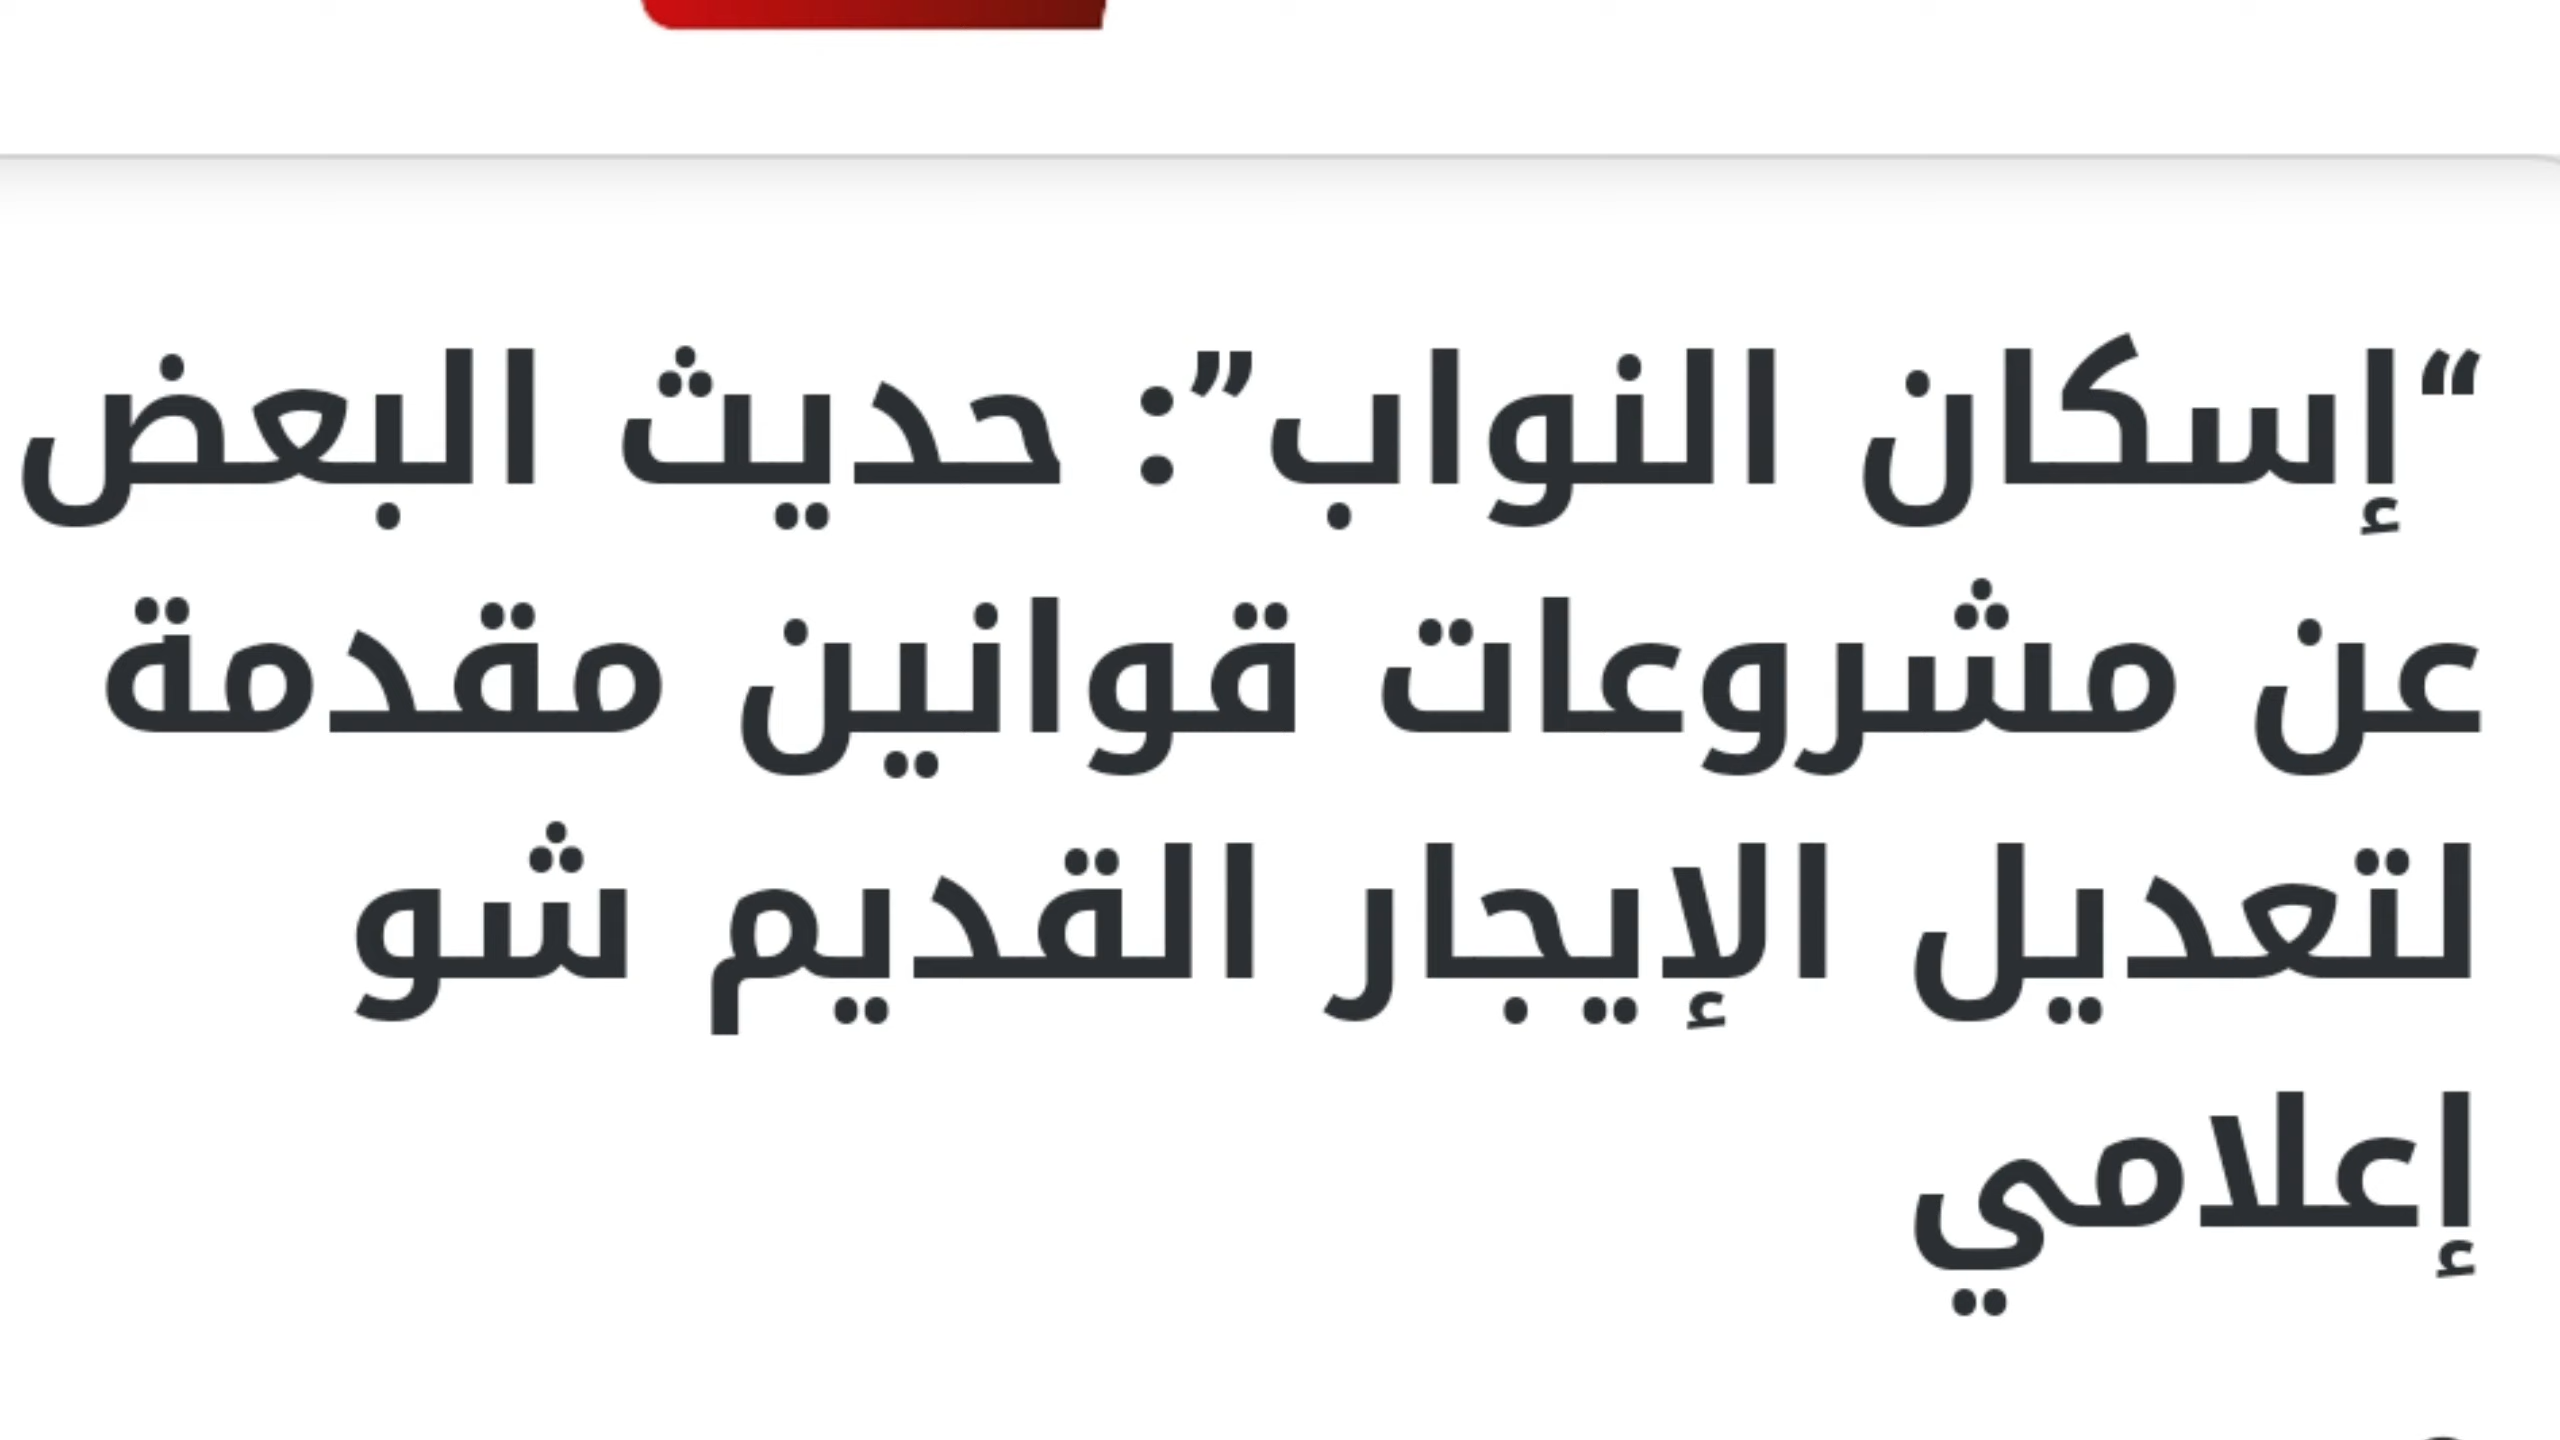 “إسكان النواب”: حديث البعض
عن مشروعات قوانين مقدمة
لتعديل الإيجار القديم شو
إعلامي